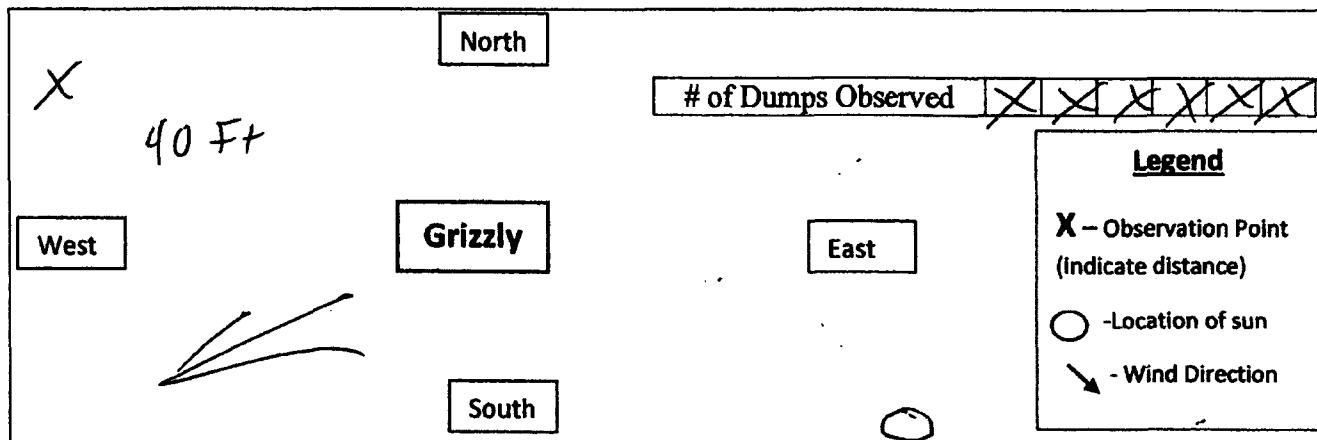 North
X
# of Dumps Observed X X X X X X
40 Ft
Legend
West
Grizzly
East
X – Observation Point
(indicate distance)
-Location of sun
- Wind Direction
South